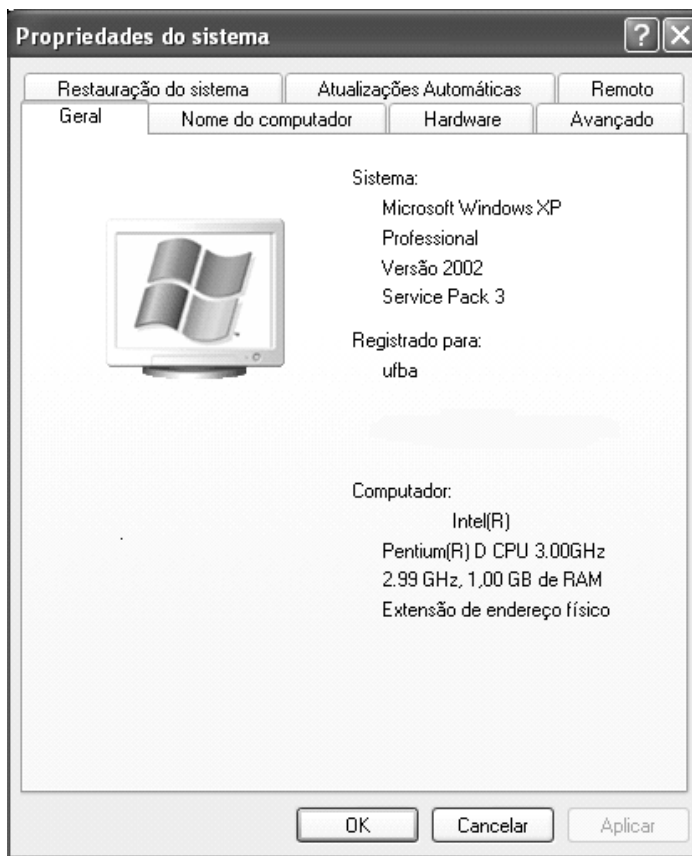 Propriedades do sistema
Restauração do sistema
Atualizações Automáticas
Remoto
Geral
Nome do computador
Hardware
Avançado
Sistema:
Microsoft Windows XP
Professional
Versão 2002
Service Pack 3
Registrado para:
ufba
Computador:
Intel(R)
Pentium(R) D CPU 3.00GHz
2.99 GHz, 1,00 GB de RAM
Extensão de endereço físico
OK
Cancelar
Aplicar